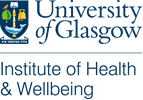 University
of Glasgow
Institute of Health
& Wellbeing